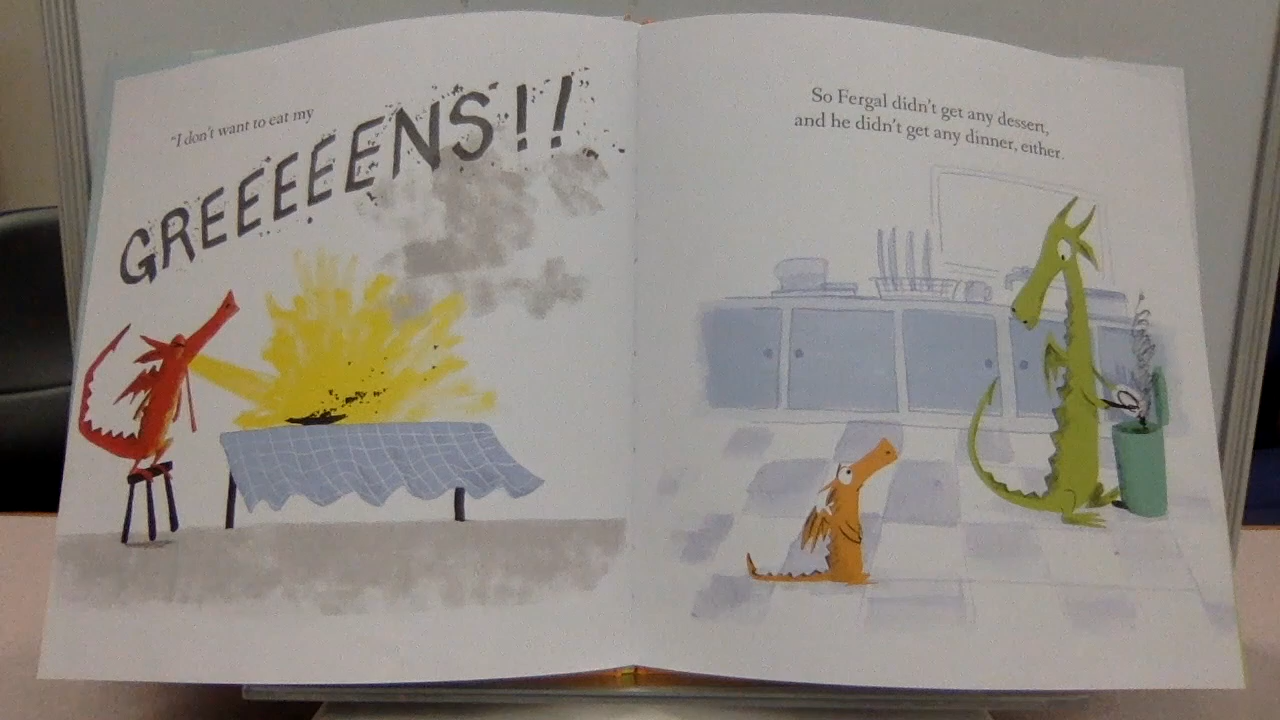 "I don't want to eat my
GREEEEENS!!"
So Fergal didn't get any dessert,
and he didn't get any dinner, either.